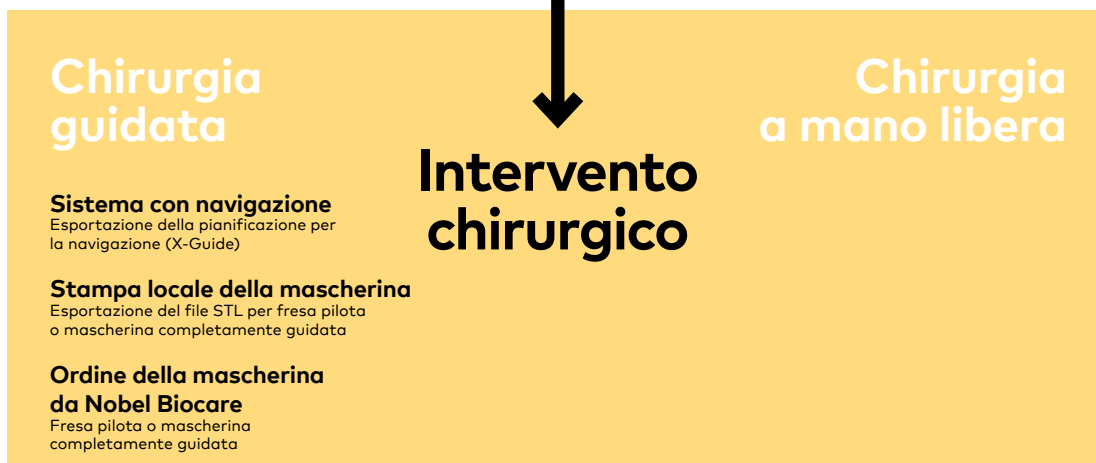 Chirurgia
guidata
Chirurgia
a mano libera
Intervento
chirurgico
Sistema con navigazione
Esportazione della pianificazione per
la navigazione (X-Guide)
Stampa locale della mascherina
Esportazione del file STL per fresa pilota
o mascherina completamente guidata
Ordine della mascherina
da Nobel Biocare
Fresa pilota o mascherina
completamente guidata